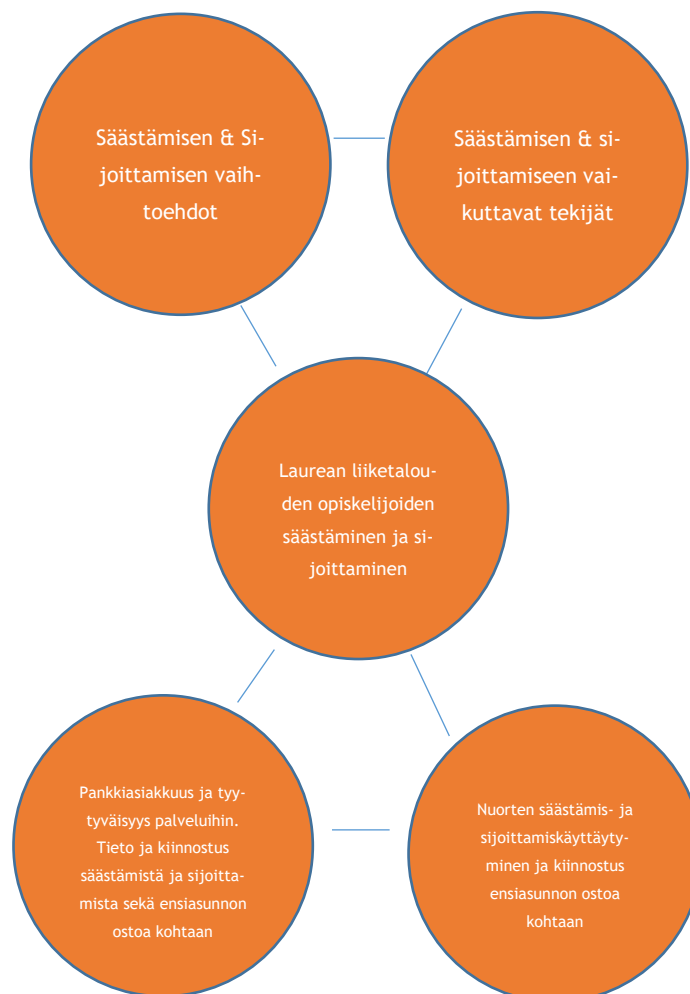 Säästämisen & Si-
joittamisen vaih-
toehdot
Säästämisen & si-
joittamiseen vai-
kuttavat tekijät
Laurean liiketalou-
den opiskelijoiden
säästäminen ja si-
joittaminen
Pankkiasiakkuus ja tyy-
tyväisyys palveluihin.
Tieto ja kiinnostus
säästämistä ja sijoitta-
mista sekä ensiasunnon
ostoa kohtaan
Nuorten säästämis- ja
sijoittamiskäyttäyty-
minen ja kiinnostus
ensiasunnon ostoa
kohtaan